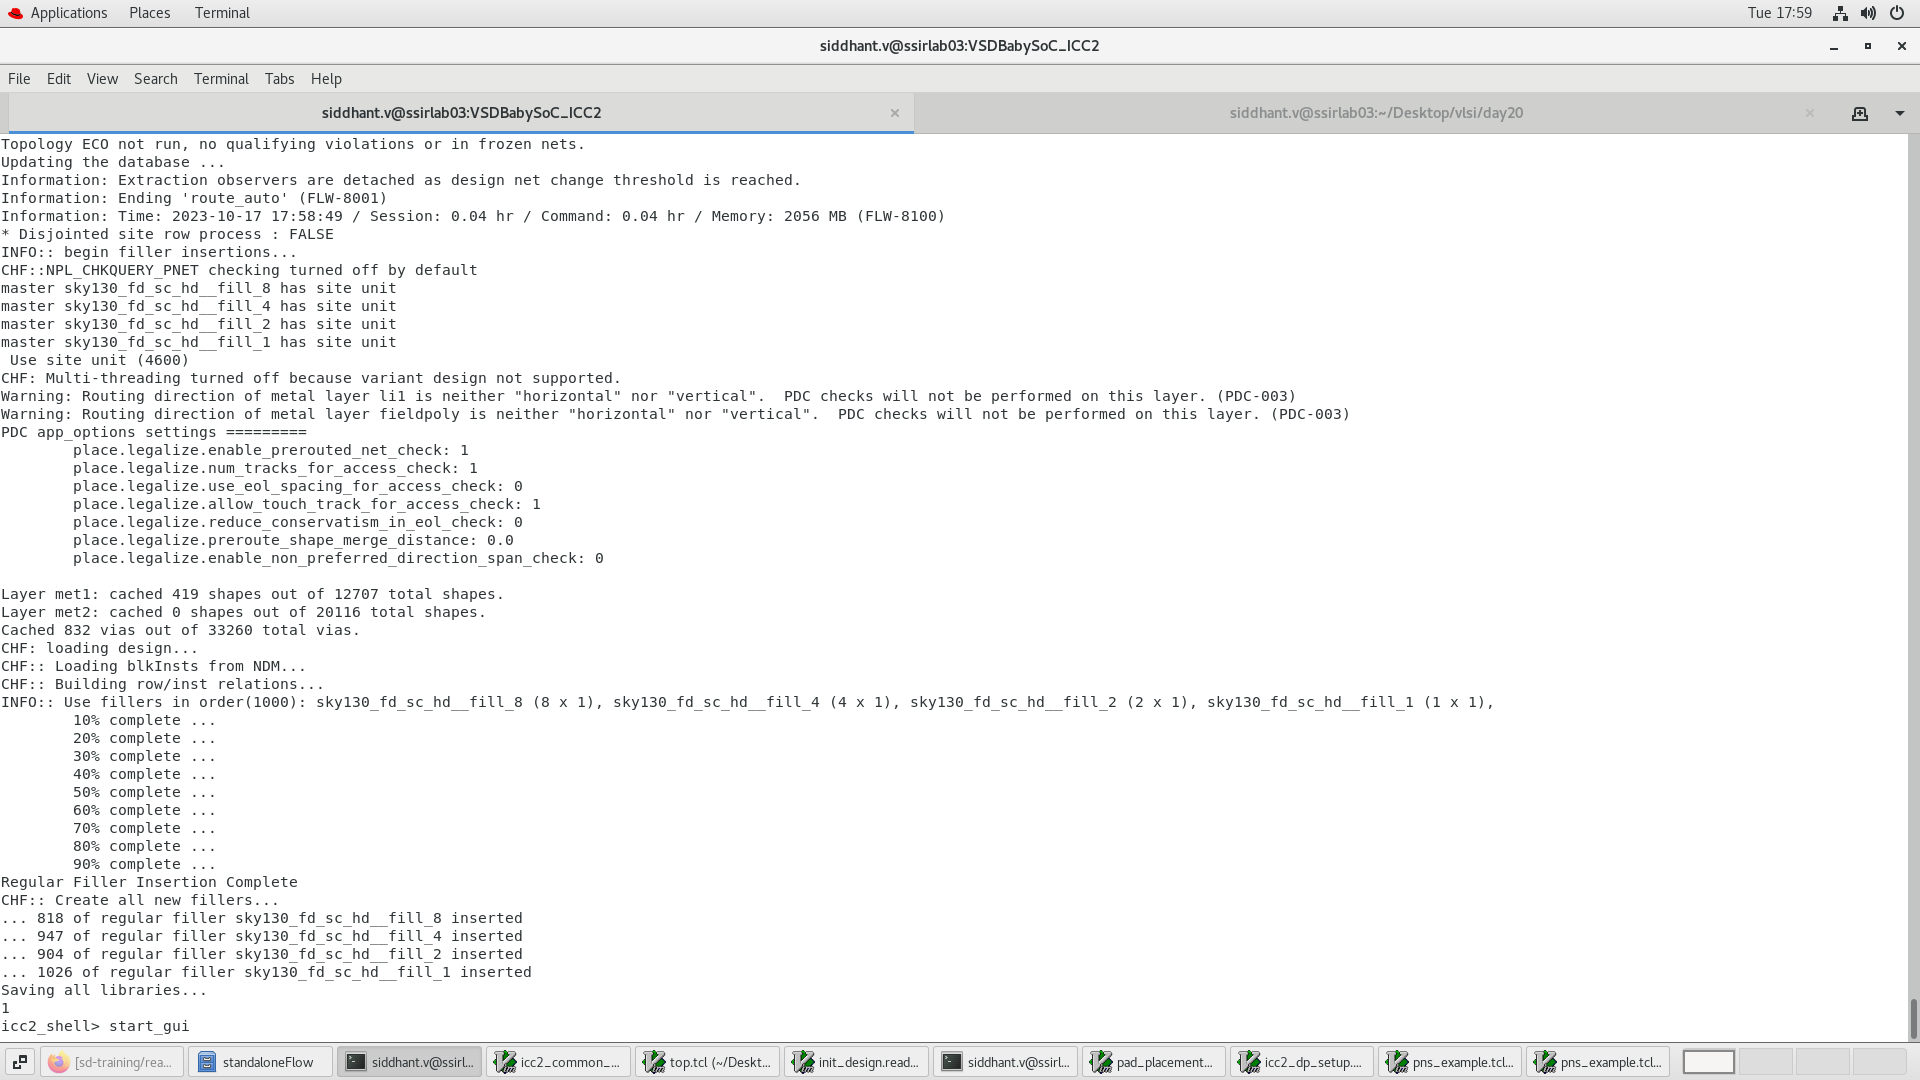 Applications Places Terminal Tue 17:59
siddhant.v@ssirlab03:VSDBabySoC_ICC2
File Edit View Search Terminal Tabs Help
siddhant.v@ssirlab03:VSDBabySoC_ICC2 × siddhant.v@ssirlab03:~/Desktop/vlsi/day20 ×
Topology ECO not run, no qualifying violations or in frozen nets.
Updating the database ...
Information: Extraction observers are detached as design net change threshold is reached.
Information: Ending 'route_auto' (FLW-8001)
Information: Time: 2023-10-17 17:58:49 / Session: 0.04 hr / Command: 0.04 hr / Memory: 2056 MB (FLW-8100)
* Disjointed site row process : FALSE
INFO:: begin filler insertions...
CHF::NPL_CHKQUERY_PNET checking turned off by default
master sky130_fd_sc_hd__fill_8 has site unit
master sky130_fd_sc_hd__fill_4 has site unit
master sky130_fd_sc_hd__fill_2 has site unit
master sky130_fd_sc_hd__fill_1 has site unit
 Use site unit (4600)
CHF: Multi-threading turned off because variant design not supported.
Warning: Routing direction of metal layer li1 is neither "horizontal" nor "vertical".  PDC checks will not be performed on this layer. (PDC-003)
Warning: Routing direction of metal layer fieldpoly is neither "horizontal" nor "vertical".  PDC checks will not be performed on this layer. (PDC-003)
PDC app_options settings =========
        place.legalize.enable_prerouted_net_check: 1
        place.legalize.num_tracks_for_access_check: 1
        place.legalize.use_eol_spacing_for_access_check: 0
        place.legalize.allow_touch_track_for_access_check: 1
        place.legalize.reduce_conservatism_in_eol_check: 0
        place.legalize.preroute_shape_merge_distance: 0.0
        place.legalize.enable_non_preferred_direction_span_check: 0
Layer met1: cached 419 shapes out of 12707 total shapes.
Layer met2: cached 0 shapes out of 20116 total shapes.
Cached 832 vias out of 33260 total vias.
CHF: loading design...
CHF:: Loading blkInsts from NDM...
CHF:: Building row/inst relations...
INFO:: Use fillers in order(1000): sky130_fd_sc_hd__fill_8 (8 x 1), sky130_fd_sc_hd__fill_4 (4 x 1), sky130_fd_sc_hd__fill_2 (2 x 1), sky130_fd_sc_hd__fill_1 (1 x 1),
        10% complete ...
        20% complete ...
        30% complete ...
        40% complete ...
        50% complete ...
        60% complete ...
        70% complete ...
        80% complete ...
        90% complete ...
Regular Filler Insertion Complete
CHF:: Create all new fillers...
... 818 of regular filler sky130_fd_sc_hd__fill_8 inserted
... 947 of regular filler sky130_fd_sc_hd__fill_4 inserted
... 904 of regular filler sky130_fd_sc_hd__fill_2 inserted
... 1026 of regular filler sky130_fd_sc_hd__fill_1 inserted
Saving all libraries...
1
icc2_shell> start_gui
[sd-training/rea... standaloneFlow siddhant.v@ssirl... icc2_common_... top.tcl (~/Deskt... init_design.read... siddhant.v@ssirl... pad_placement... icc2_dp_setup.... pns_example.tcl... pns_example.tcl...